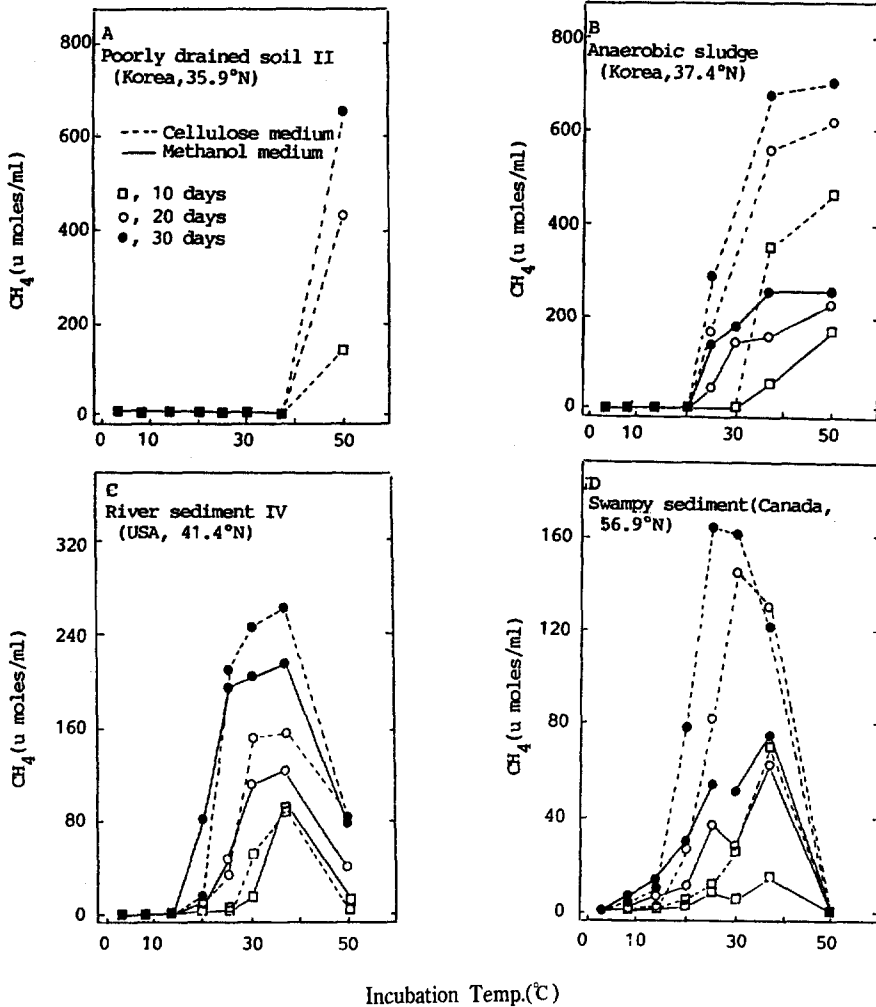 A
Poorly drained soil II
(Korea,35.9°N)
---- Cellulose medium
— Methanol medium
□, 10 days
○, 20 days
●, 30 days
CH4(u moles/ml)
800
600
400
200
0
0 10 30 50
B
Anaerobic sludge
(Korea,37.4°N)
CH4(u moles/ml)
800
600
400
200
0
0 10 30 50
C
River sediment IV
(USA, 41.4°N)
CH4(u moles/ml)
320
240
160
80
0
0 10 30 50
D
Swampy sediment(Canada,
56.9°N)
CH4(u moles/ml)
160
120
80
40
0
0 10 30 50
Incubation Temp.(℃)